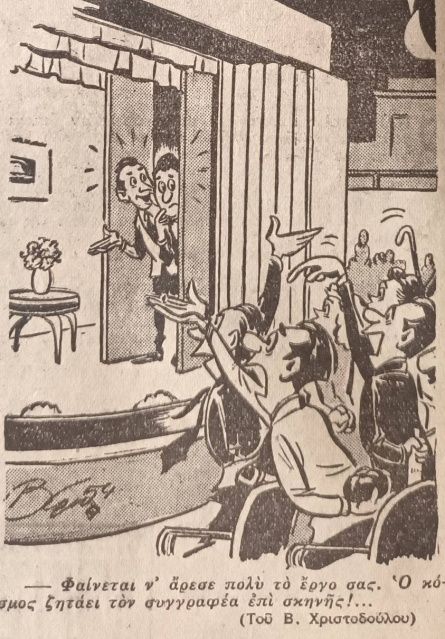 — Φαίνεται ν' ἄρεσε πολὺ τὸ ἔργο σας. Ὁ κό-
σμος ζητάει τὸν συγγραφέα ἐπὶ σκηνῆς!...
(Τοῦ Β. Χριστοδούλου)